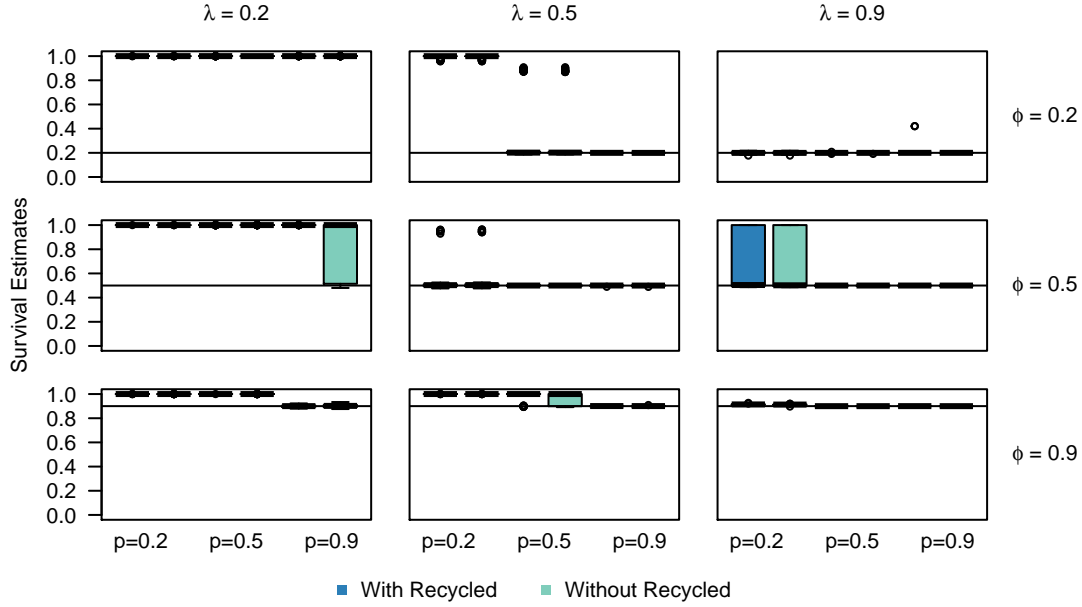 λ = 0.2 λ = 0.5 λ = 0.9
Survival Estimates
1.0
0.8
0.6
0.4
0.2
0.0
ϕ = 0.2
1.0
0.8
0.6
0.4
0.2
0.0
ϕ = 0.5
1.0
0.8
0.6
0.4
0.2
0.0
ϕ = 0.9
p=0.2 p=0.5 p=0.9 p=0.2 p=0.5 p=0.9 p=0.2 p=0.5 p=0.9
With Recycled Without Recycled